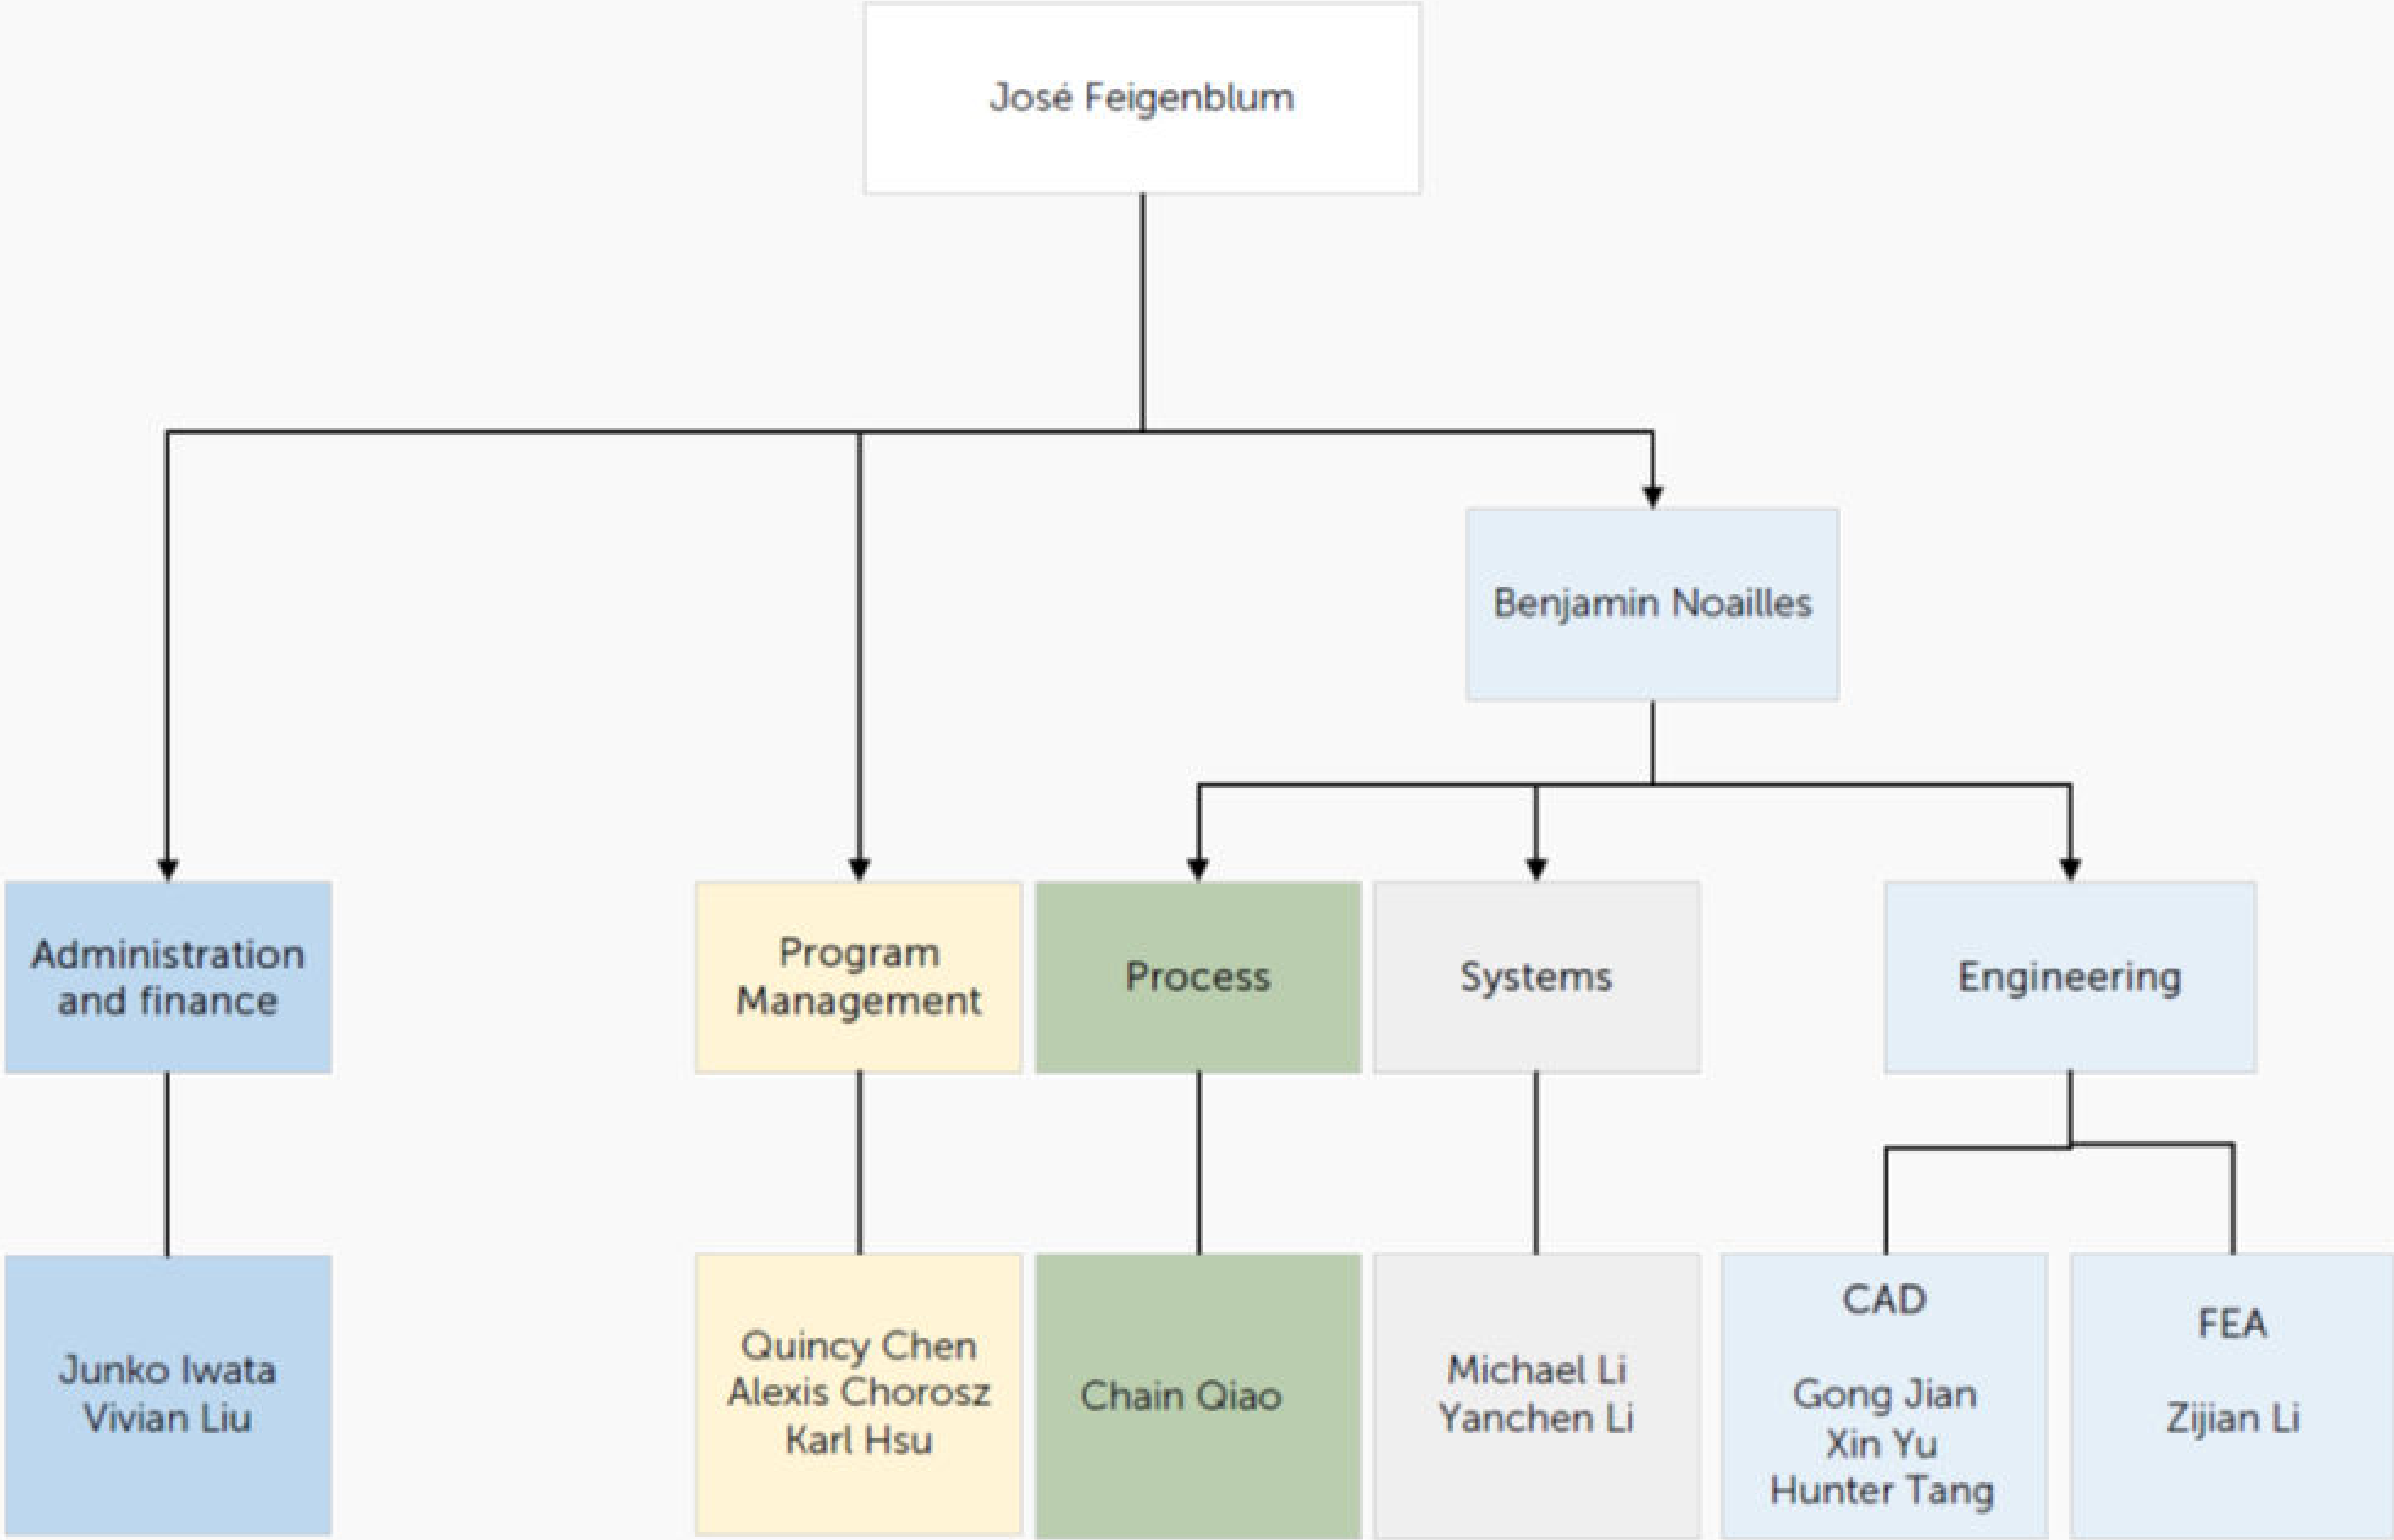 José Feigenblum
Benjamin Noailles
Administration
and finance
Program
Management
Process
Systems
Engineering
Junko Iwata
Vivian Liu
Quincy Chen
Alexis Chorosz
Karl Hsu
Chain Qiao
Michael Li
Yanchen Li
CAD
Gong Jian
Xin Yu
Hunter Tang
FEA
Zijian Li